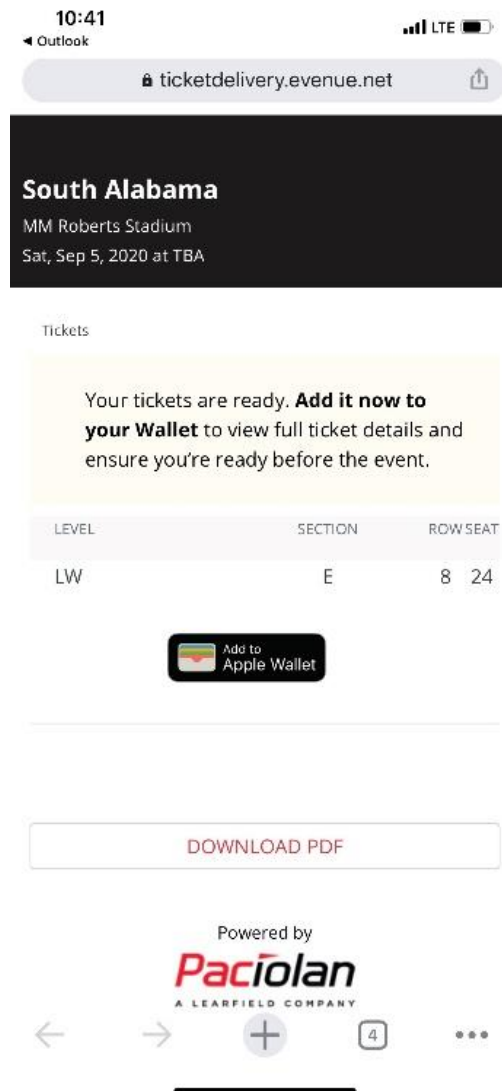 10:41
LTE
◄ Outlook
ticketdelivery.evenue.net
South Alabama
MM Roberts Stadium
Sat, Sep 5, 2020 at TBA
Tickets
Your tickets are ready. Add it now to
your Wallet to view full ticket details and
ensure you're ready before the event.
LEVEL SECTION ROW SEAT
LW E 8 24
Add to
Apple Wallet
DOWNLOAD PDF
Powered by
Paciolan
A LEARFIELD COMPANY
4